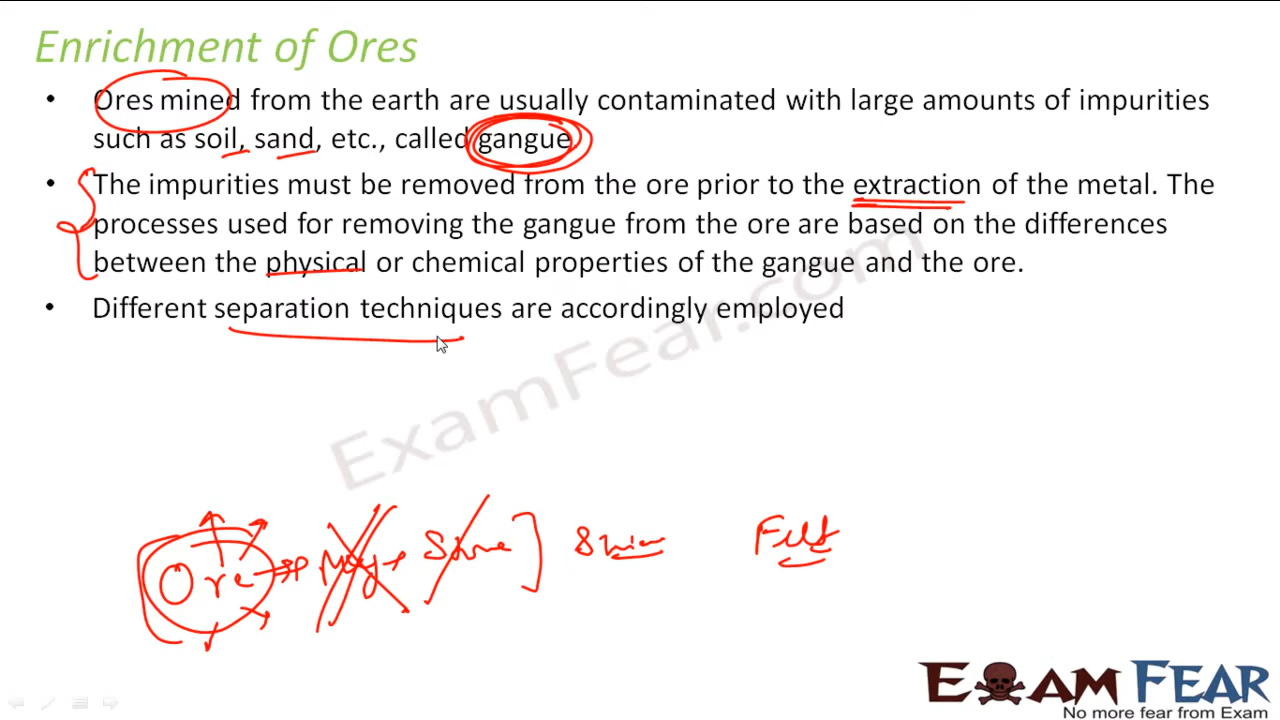 Enrichment of Ores
• Ores mined from the earth are usually contaminated with large amounts of impurities
such as soil, sand, etc., called gangue
• The impurities must be removed from the ore prior to the extraction of the metal. The
processes used for removing the gangue from the ore are based on the differences
between the physical or chemical properties of the gangue and the ore.
• Different separation techniques are accordingly employed
ExamFear.com
Ore
EXAM FEAR
No more fear from Exam